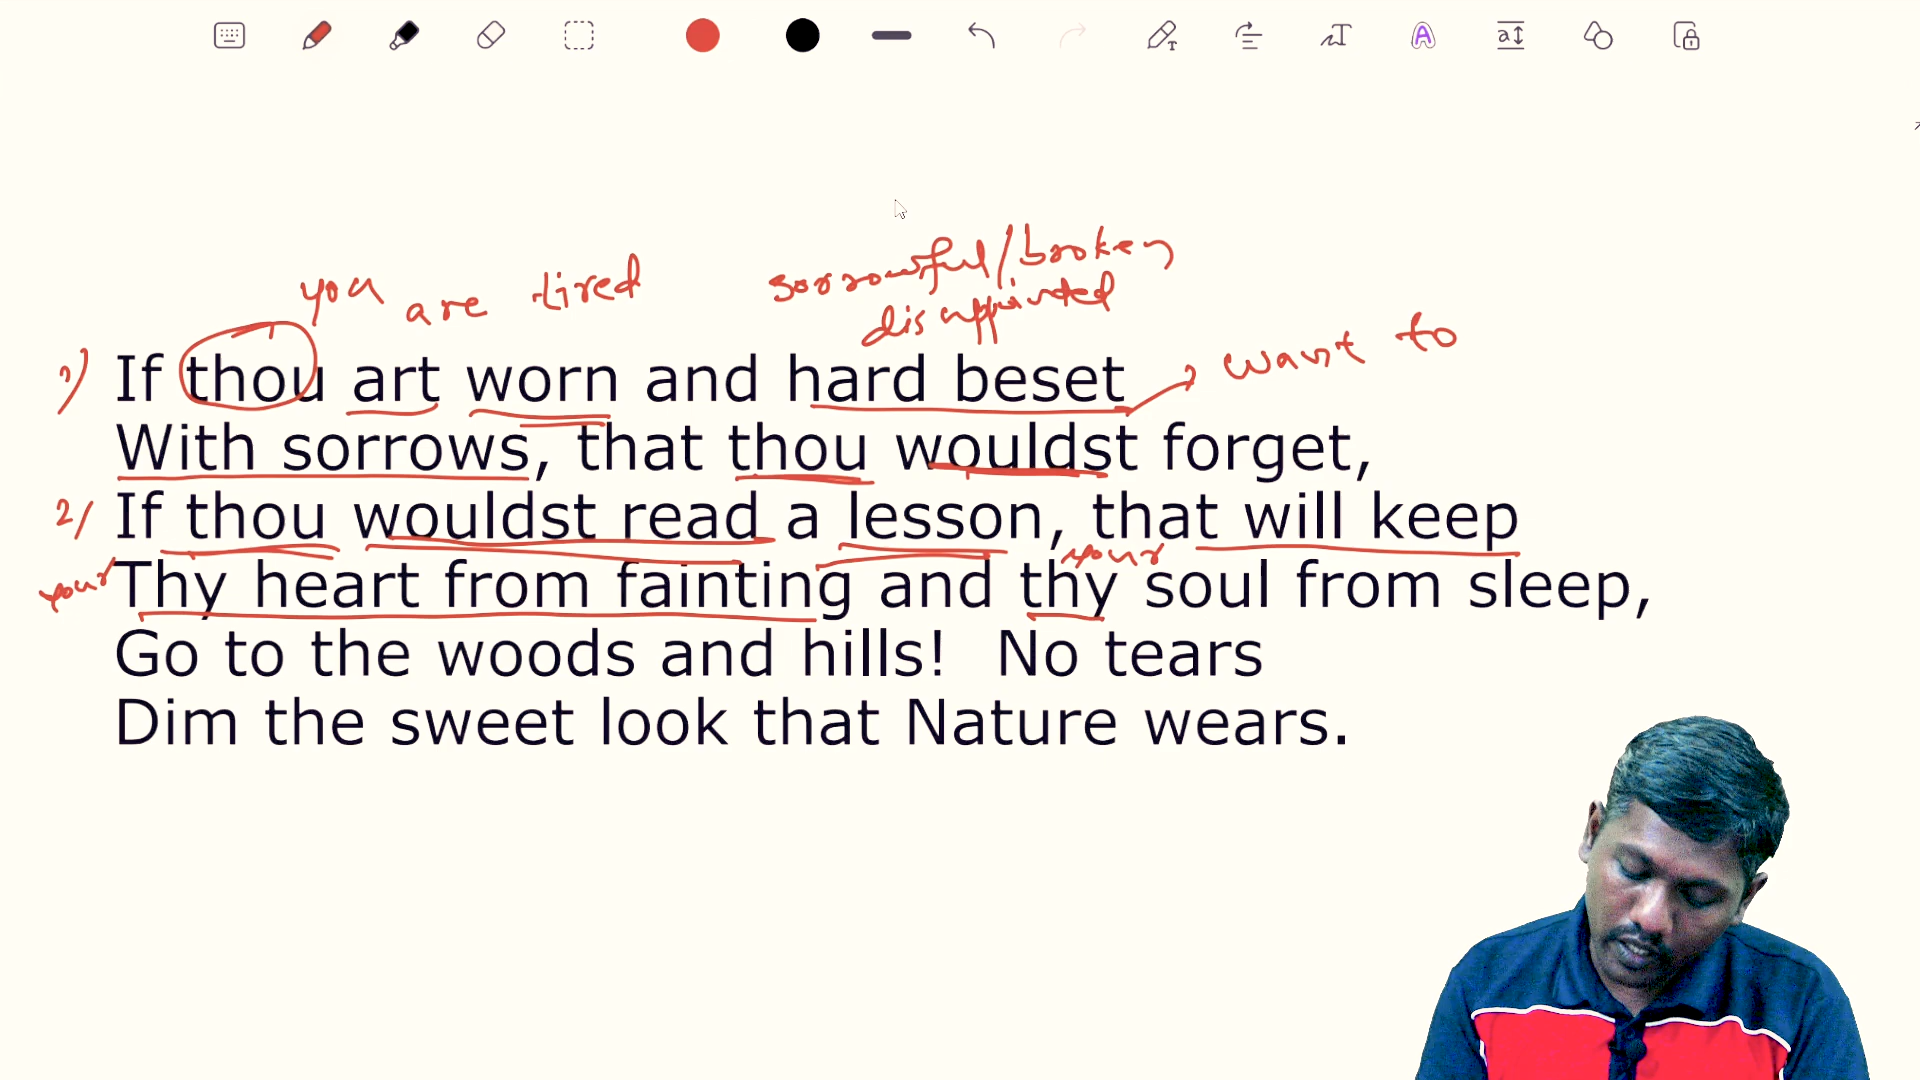 you are tired sorrowful/broken
disappointed
want to
1) If thou art worn and hard beset
With sorrows, that thou wouldst forget,
2) If thou wouldst read a lesson, that will keep
your your
Thy heart from fainting and thy soul from sleep,
Go to the woods and hills! No tears
Dim the sweet look that Nature wears.